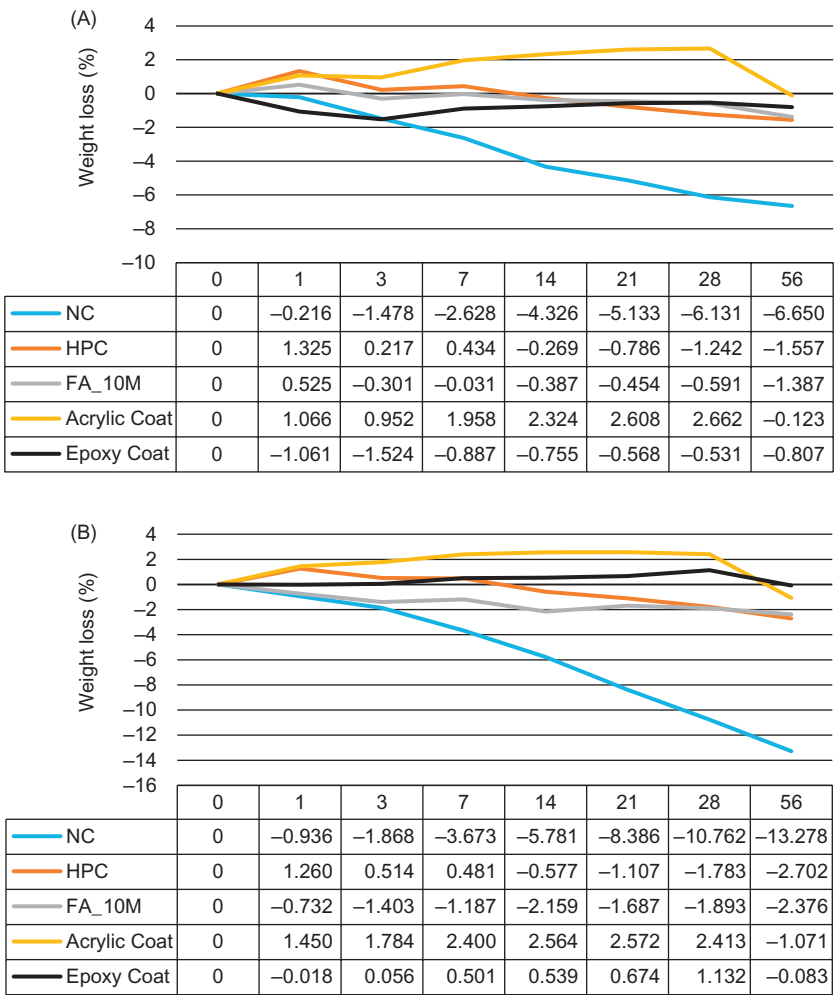 (A)
4
2
0
–2
–4
–6
–8
–10
Weight loss (%)
0 1 3 7 14 21 28 56
NC 0 –0.216 –1.478 –2.628 –4.326 –5.133 –6.131 –6.650
HPC 0 1.325 0.217 0.434 –0.269 –0.786 –1.242 –1.557
FA_10M 0 0.525 –0.301 –0.031 –0.387 –0.454 –0.591 –1.387
Acrylic Coat 0 1.066 0.952 1.958 2.324 2.608 2.662 –0.123
Epoxy Coat 0 –1.061 –1.524 –0.887 –0.755 –0.568 –0.531 –0.807
(B)
4
2
0
–2
–4
–6
–8
–10
–12
–14
–16
Weight loss (%)
0 1 3 7 14 21 28 56
NC 0 –0.936 –1.868 –3.673 –5.781 –8.386 –10.762 –13.278
HPC 0 1.260 0.514 0.481 –0.577 –1.107 –1.783 –2.702
FA_10M 0 –0.732 –1.403 –1.187 –2.159 –1.687 –1.893 –2.376
Acrylic Coat 0 1.450 1.784 2.400 2.564 2.572 2.413 –1.071
Epoxy Coat 0 –0.018 0.056 0.501 0.539 0.674 1.132 –0.083